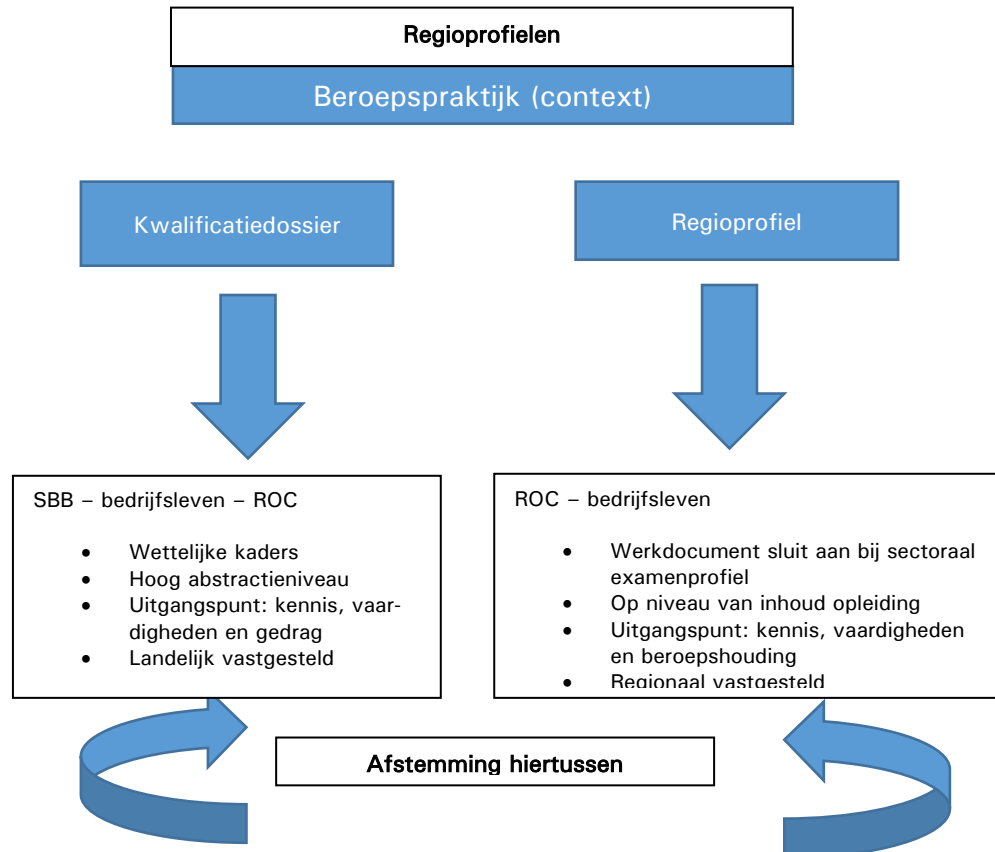 Regioprofielen
Beroepspraktijk (context)
Kwalificatiedossier
Regioprofiel
SBB – bedrijfsleven – ROC
• Wettelijke kaders
• Hoog abstractieniveau
• Uitgangspunt: kennis, vaar-
digheden en gedrag
• Landelijk vastgesteld
ROC – bedrijfsleven
• Werkdocument sluit aan bij sectoraal
examenprofiel
• Op niveau van inhoud opleiding
• Uitgangspunt: kennis, vaardigheden
en beroepshouding
• Regionaal vastgesteld
Afstemming hiertussen